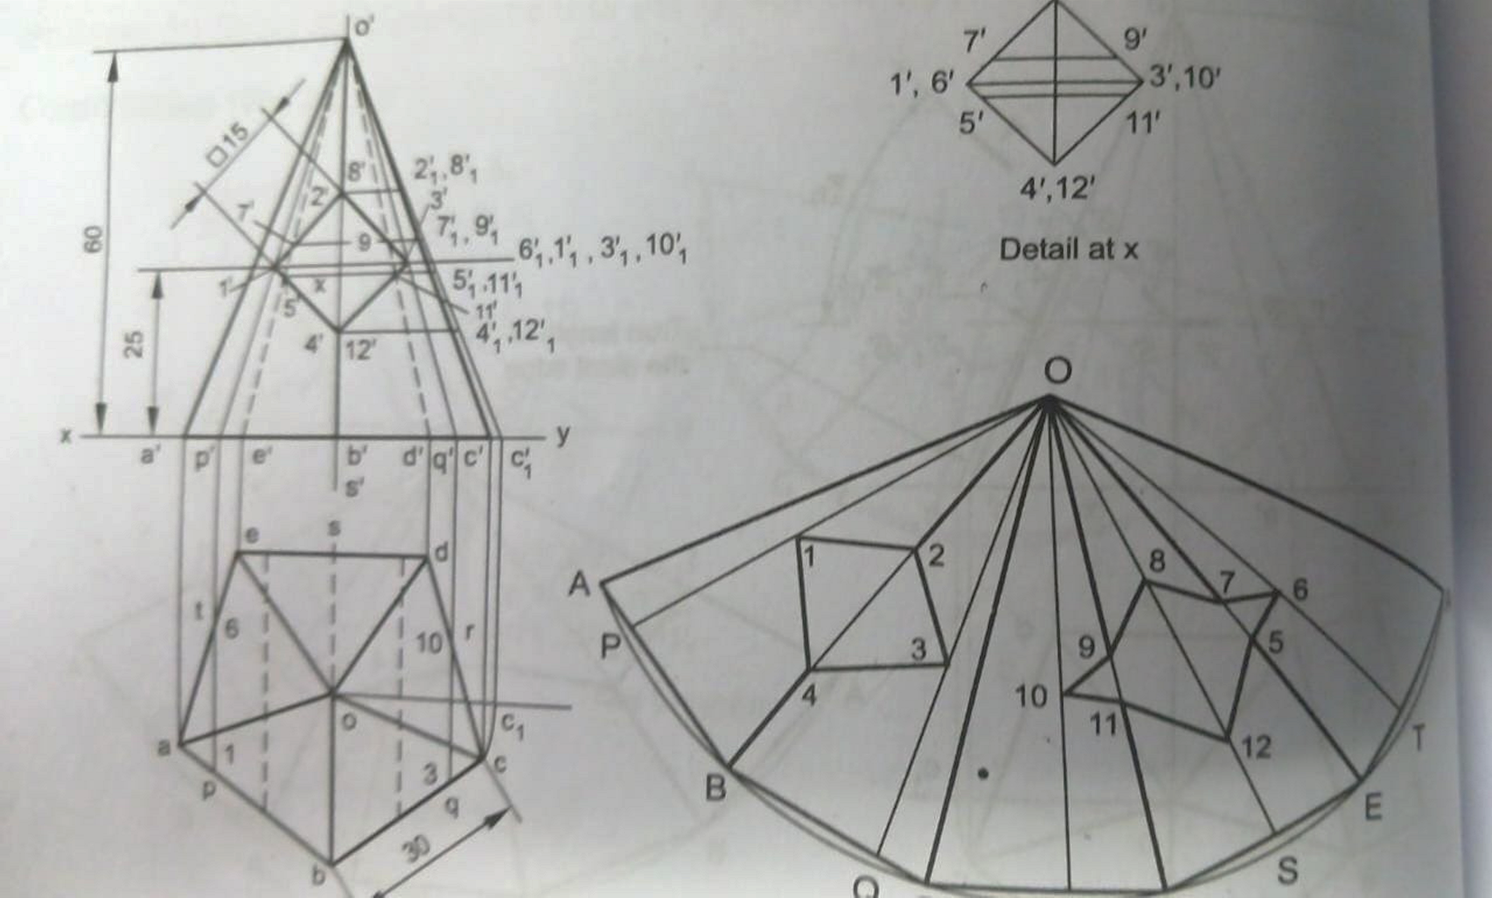 o'
□15
60
8'
2'
2'₁, 8'₁
3'
7'
9
7'₁, 9'₁
6'₁, 1'₁, 3'₁, 10'₁
1'
x
5'
5'₁, 11'₁
11'
4'₁, 12'₁
25
4'
12'
x
y
a'
p'
e'
b'
d'
q'
c'
c'₁
s'
e
s
d
t
6
10
r
a
1
o
c₁
p
3
c
q
b
30
7'
9'
1', 6'
3', 10'
5'
11'
4', 12'
Detail at x
O
A
P
1
2
8
7
6
3
9
5
4
10
11
12
B
T
E
S